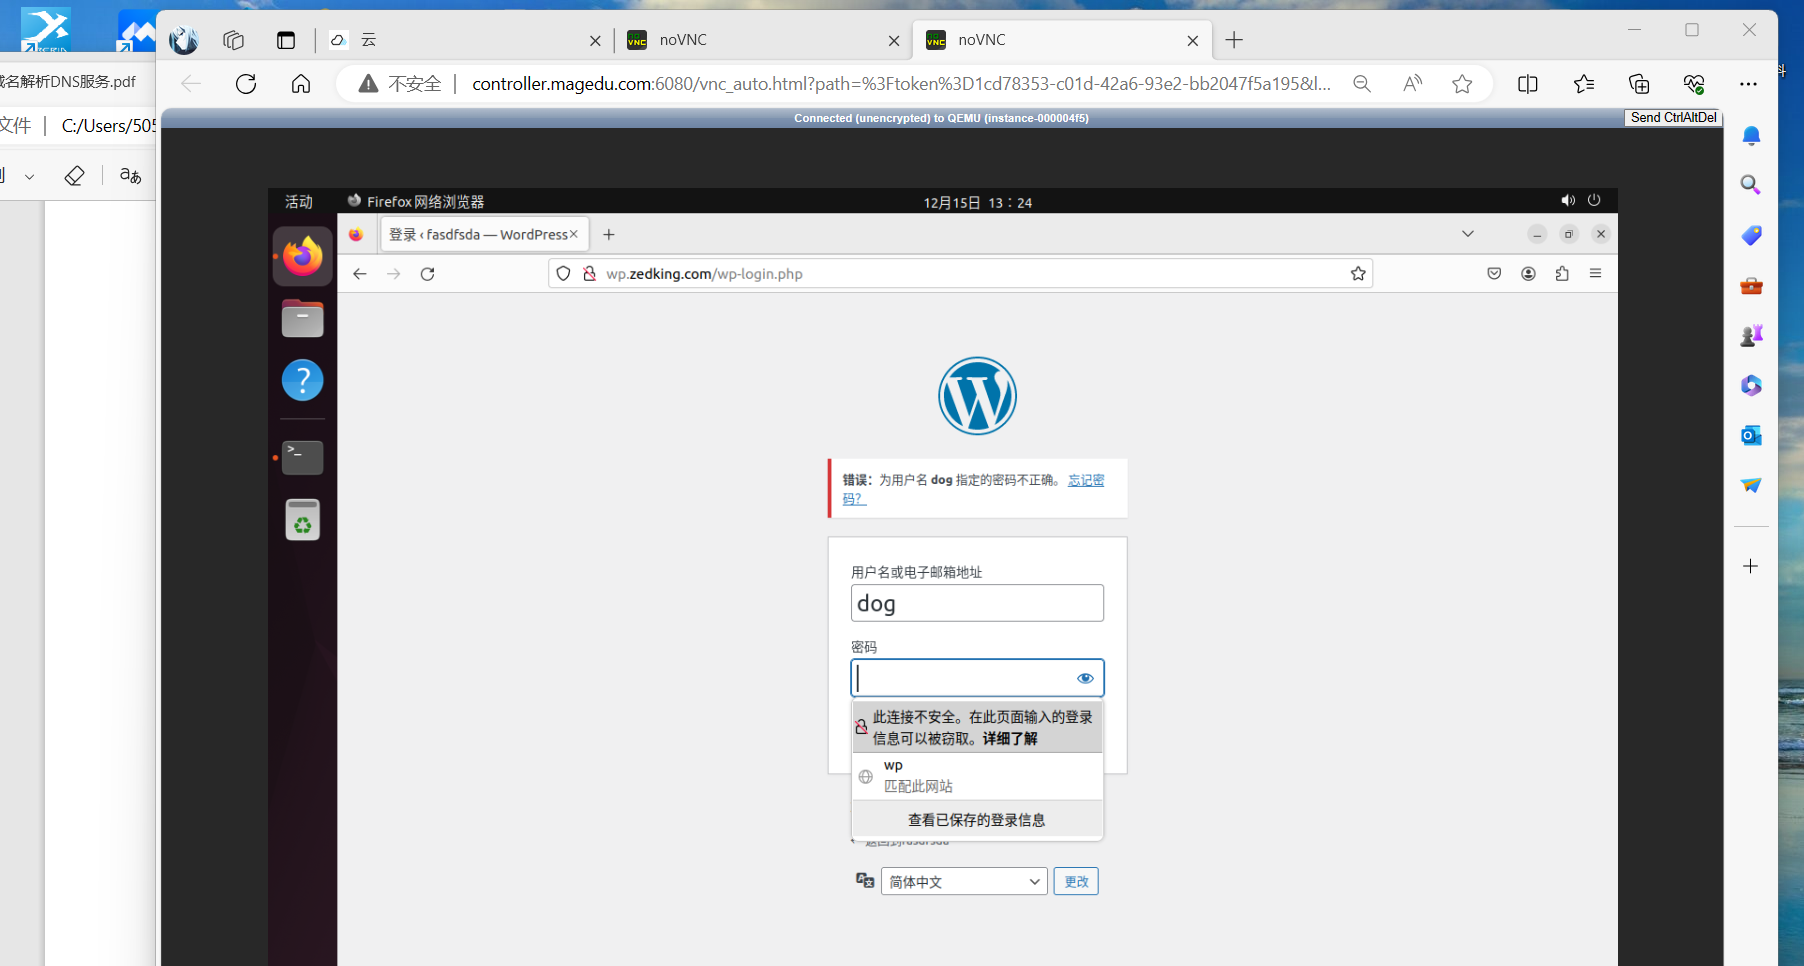 云
noVNC
noVNC
域名解析DNS服务.pdf
不安全
controller.magedu.com:6080/vnc_auto.html?path=%3Ftoken%3D1cd78353-c01d-42a6-93e2-bb2047f5a195&l...
文件
C:/Users/505
Connected (unencrypted) to QEMU (instance-000004f5)
Send CtrlAltDel
活动
Firefox 网络浏览器
12月15日 13：24
登录 ‹ fasdfsda — WordPress
wp.zedking.com/wp-login.php
错误：为用户名 dog 指定的密码不正确。 忘记密
码？
用户名或电子邮箱地址
dog
密码
此连接不安全。在此页面输入的登录
信息可以被窃取。详细了解
wp
匹配此网站
查看已保存的登录信息
简体中文
更改